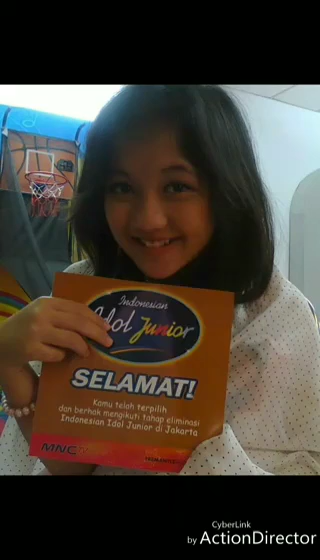 Indonesian
Idol Junior
SELAMAT!
Kamu telah terpilih
dan berhak mengikuti tahap eliminasi
Indonesian Idol Junior di Jakarta
MNC
CyberLink
by ActionDirector